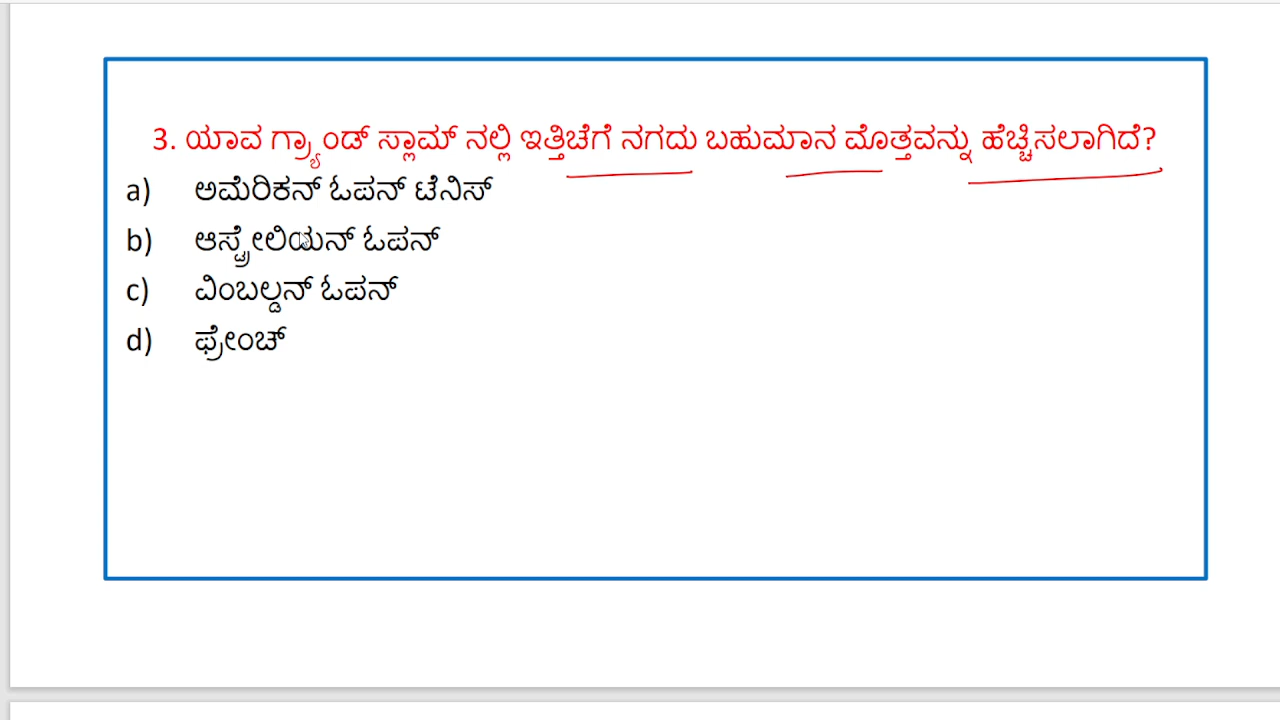 3. ಯಾವ ಗ್ರ್ಯಾಂಡ್ ಸ್ಲಾಮ್ ನಲ್ಲಿ ಇತ್ತಿಚೆಗೆ ನಗದು ಬಹುಮಾನ ಮೊತ್ತವನ್ನು ಹೆಚ್ಚಿಸಲಾಗಿದೆ?
a) ಅಮೆರಿಕನ್ ಓಪನ್ ಟೆನಿಸ್
b) ಆಸ್ಟ್ರೇಲಿಯನ್ ಓಪನ್
c) ವಿಂಬಲ್ಡನ್ ಓಪನ್
d) ಫ್ರೇಂಚ್